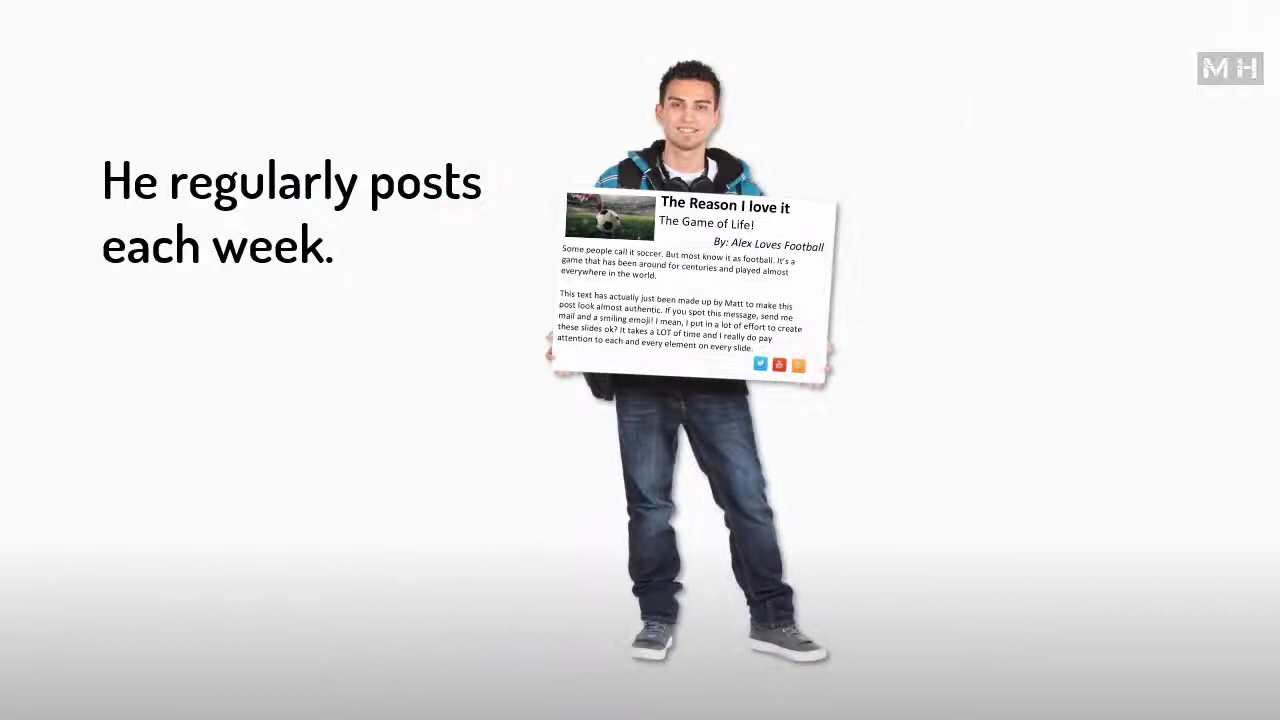 MH
He regularly posts
each week.
The Reason I love it
The Game of Life!
By: Alex Loves Football
Some people call it soccer. But most know it as football. It's a
game that has been around for centuries and played almost
everywhere in the world.
This text has actually just been made up by Matt to make this
post look almost authentic. If you spot this message, send me
mail and a smiling emoji! I mean, I put in a lot of effort to create
these slides ok? It takes a LOT of time and I really do pay
attention to each and every element on every slide.